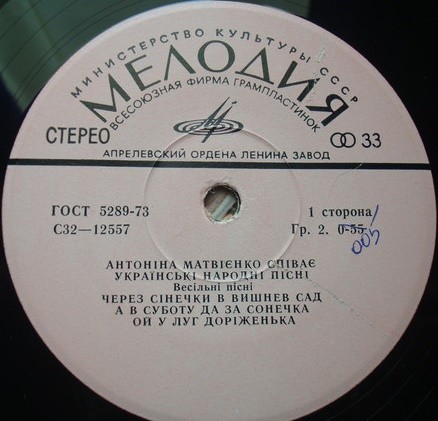 МИНИСТЕРСТВО КУЛЬТУРЫ СССР
МЕЛОДИЯ
ВСЕСОЮЗНАЯ ФИРМА ГРАМПЛАСТИНОК
СТЕРЕО 33
АПРЕЛЕВСКИЙ ОРДЕНА ЛЕНИНА ЗАВОД
ГОСТ 5289-73 1 сторона
С32—12557 Гр. 2. 0-55
005
АНТОНІНА МАТВІЄНКО СПІВАЄ
УКРАЇНСЬКІ НАРОДНІ ПІСНІ
Весільні пісні
ЧЕРЕЗ СІНЕЧКИ В ВИШНЕВ САД
А В СУБОТУ ДА ЗА СОНЕЧКА
ОЙ У ЛУГ ДОРІЖЕНЬКА